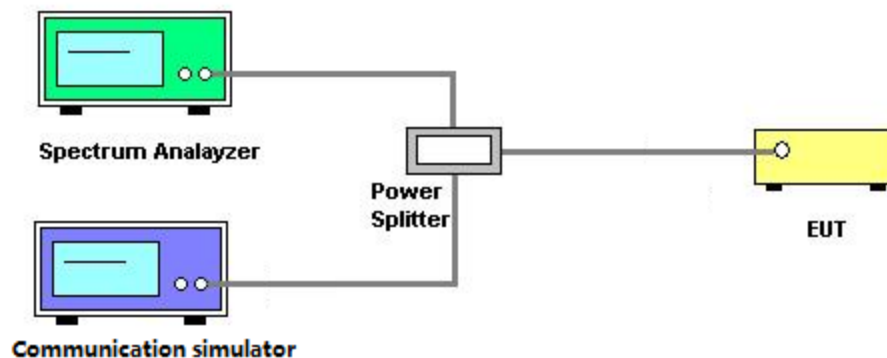 Spectrum Analayzer
Power
Splitter
EUT
Communication simulator